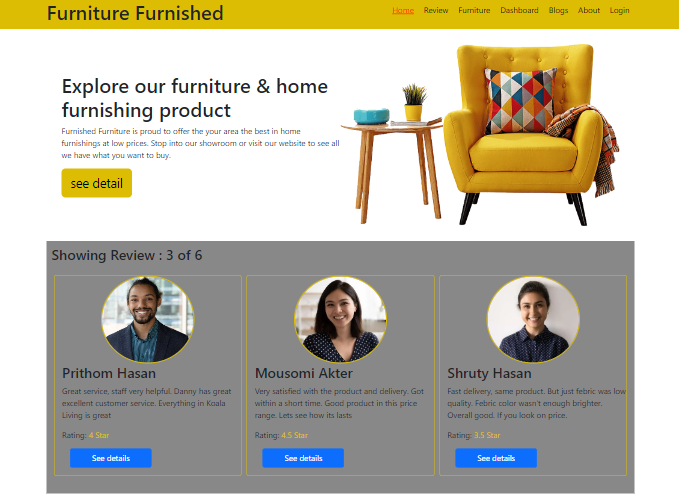 Furniture Furnished
Home Review Furniture Dashboard Blogs About Login
Explore our furniture & home
furnishing product
Furnished Furniture is proud to offer the your area the best in home
furnishings at low prices. Stop into our showroom or visit our website to see all
we have what you want to buy.
see detail
Showing Review : 3 of 6
Prithom Hasan
Great service, staff very helpful. Danny has great
excellent customer service. Everything in Koala
Living is great
Rating: 4 Star
See details
Mousomi Akter
Very satisfied with the product and delivery. Got
within a short time. Good product in this price
range. Lets see how its lasts
Rating: 4.5 Star
See details
Shruty Hasan
Fast delivery, same product. But just febric was low
quality. Febric color wasn't enough brighter.
Overall good. If you look on price.
Rating: 3.5 Star
See details